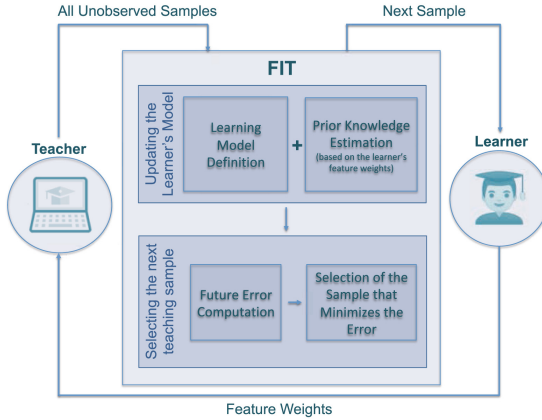 All Unobserved Samples
Next Sample
FIT
Updating the
Learner's Model
Learning
Model
Definition
+
Prior Knowledge
Estimation
(based on the learner's
feature weights)
Teacher
Learner
Selecting the next
teaching sample
Future Error
Computation
Selection of the
Sample that
Minimizes the
Error
Feature Weights